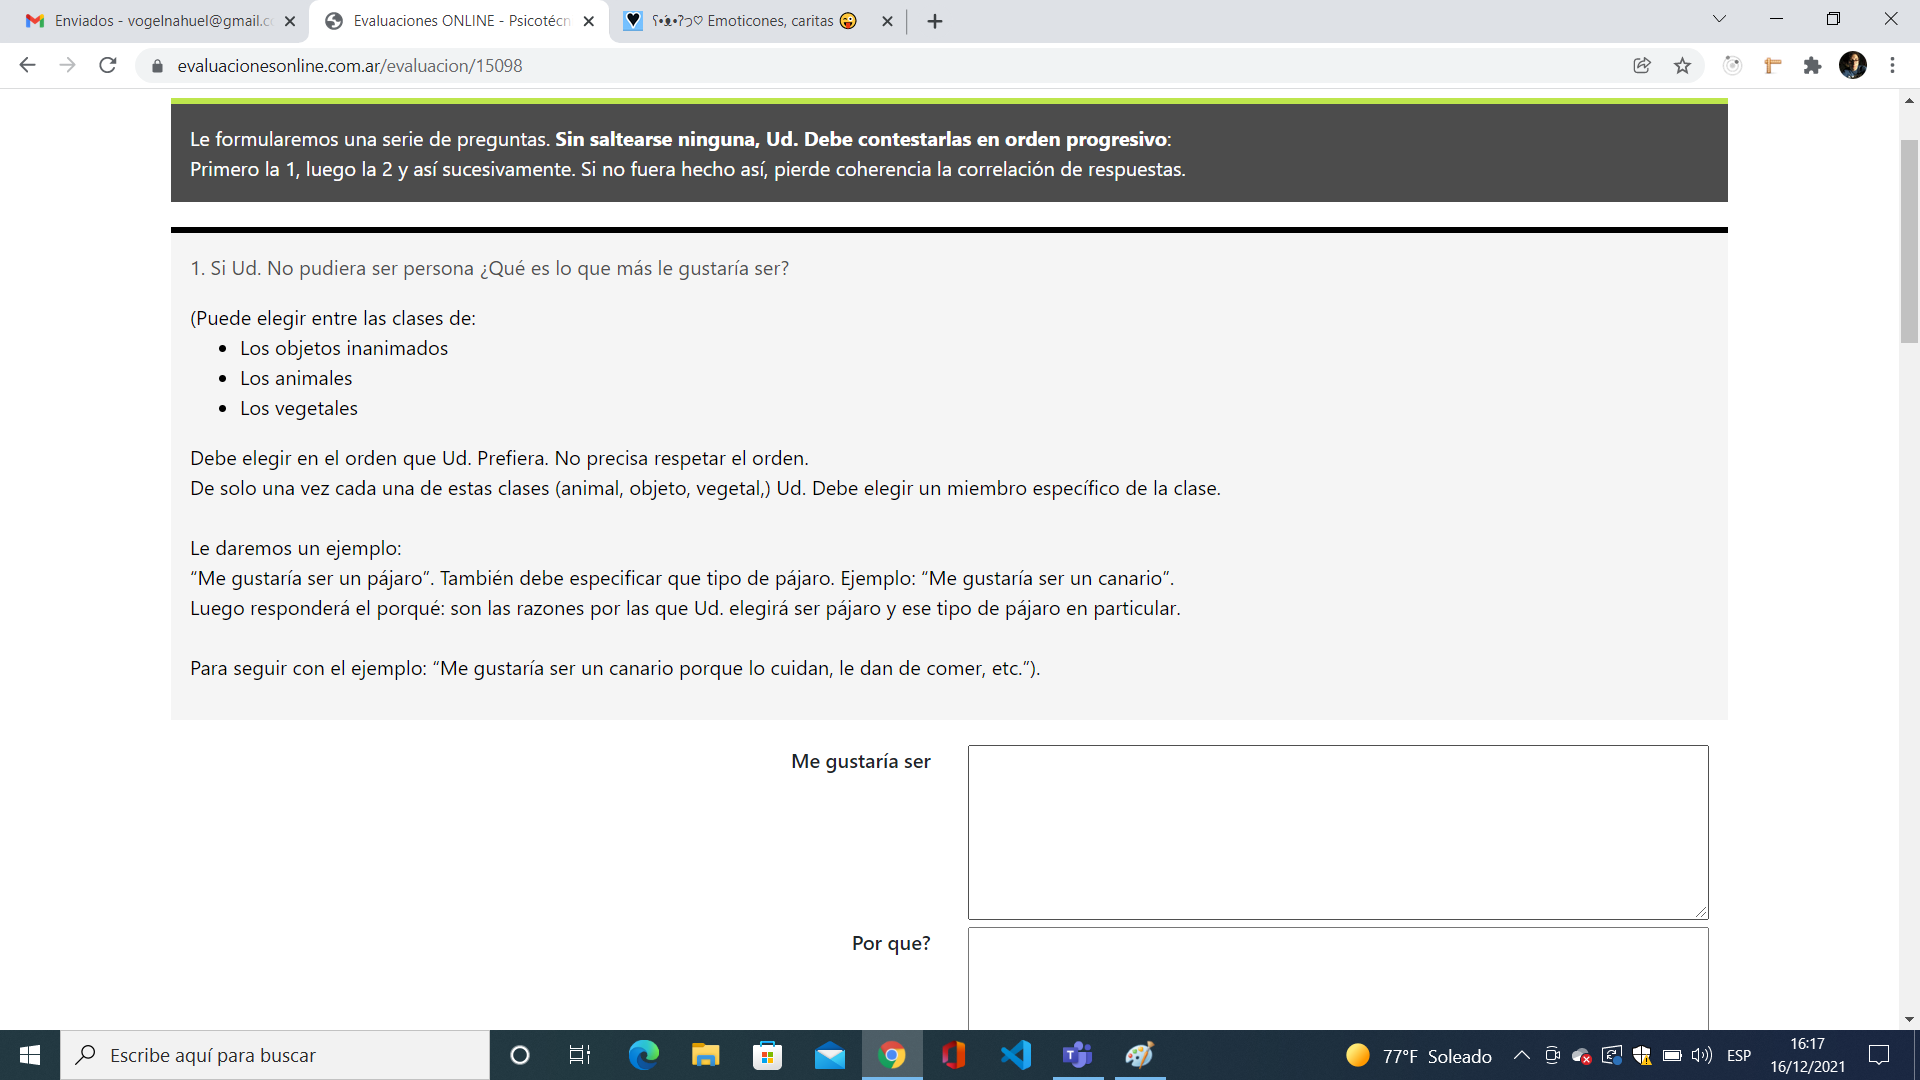 Enviados - vogelnahuel@gmail.c
Evaluaciones ONLINE - Psicotécn
Emoticones, caritas 😜
evaluacionesonline.com.ar/evaluacion/15098
Le formularemos una serie de preguntas. Sin saltearse ninguna, Ud. Debe contestarlas en orden progresivo:
Primero la 1, luego la 2 y así sucesivamente. Si no fuera hecho así, pierde coherencia la correlación de respuestas.
1. Si Ud. No pudiera ser persona ¿Qué es lo que más le gustaría ser?
(Puede elegir entre las clases de:
• Los objetos inanimados
• Los animales
• Los vegetales
Debe elegir en el orden que Ud. Prefiera. No precisa respetar el orden.
De solo una vez cada una de estas clases (animal, objeto, vegetal,) Ud. Debe elegir un miembro específico de la clase.
Le daremos un ejemplo:
“Me gustaría ser un pájaro”. También debe especificar que tipo de pájaro. Ejemplo: “Me gustaría ser un canario”.
Luego responderá el porqué: son las razones por las que Ud. elegirá ser pájaro y ese tipo de pájaro en particular.
Para seguir con el ejemplo: “Me gustaría ser un canario porque lo cuidan, le dan de comer, etc.”).
Me gustaría ser
Por que?
Escribe aquí para buscar
77°F Soleado
ESP
16:17
16/12/2021